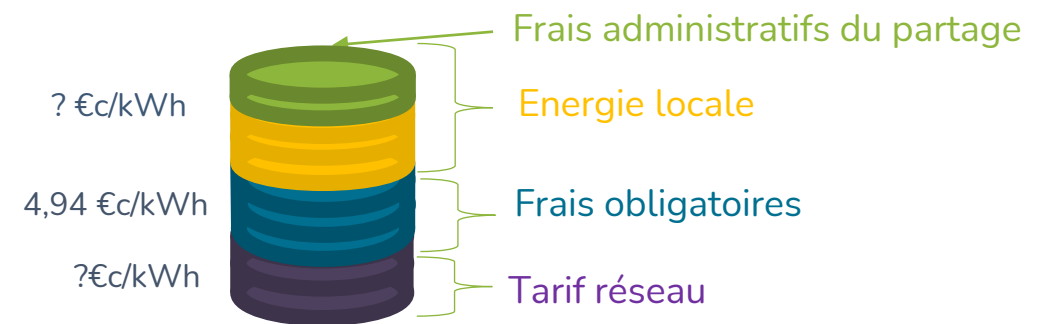 Frais administratifs du partage
? €c/kWh
Energie locale
4,94 €c/kWh
Frais obligatoires
?€c/kWh
Tarif réseau